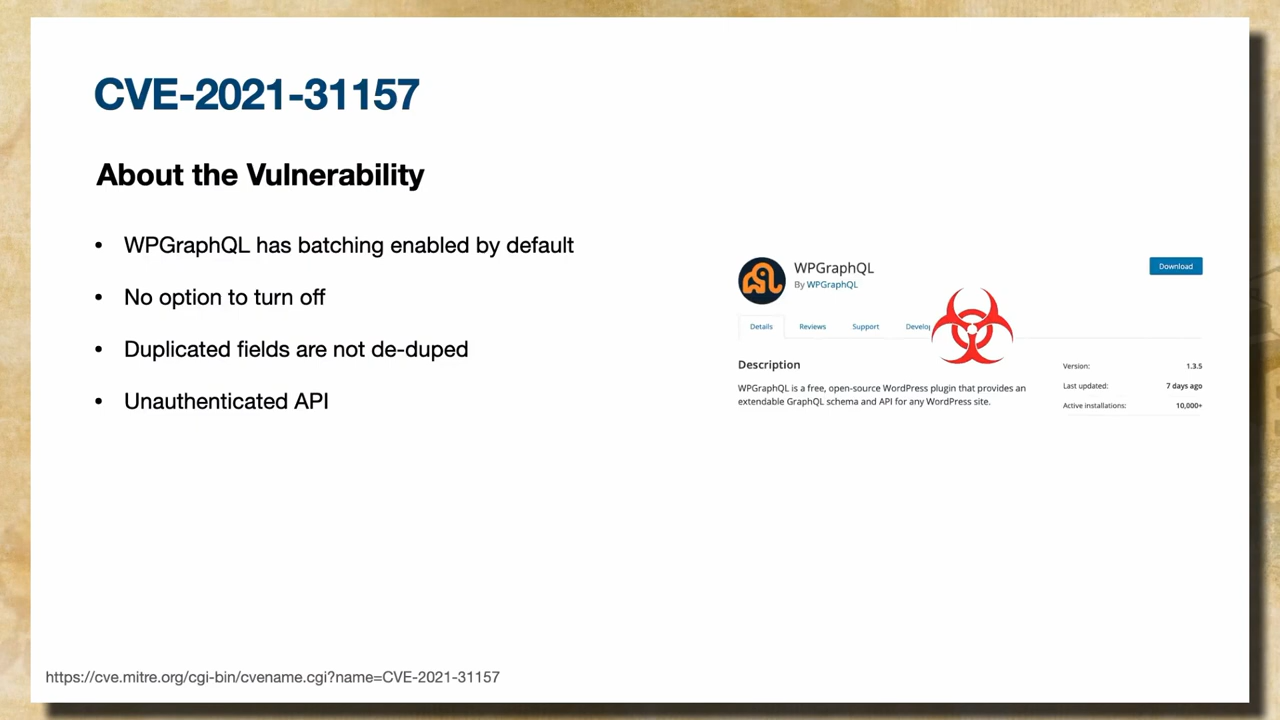 CVE-2021-31157
About the Vulnerability
• WPGraphQL has batching enabled by default
• No option to turn off
• Duplicated fields are not de-duped
• Unauthenticated API
WPGraphQL
By WPGraphQL
Download
Details Reviews Support
Description
WPGraphQL is a free, open-source WordPress plugin that provides an
extendable GraphQL schema and API for any WordPress site.
Version: 1.3.5
Last updated: 7 days ago
Active installations: 10,000+
https://cve.mitre.org/cgi-bin/cvename.cgi?name=CVE-2021-31157